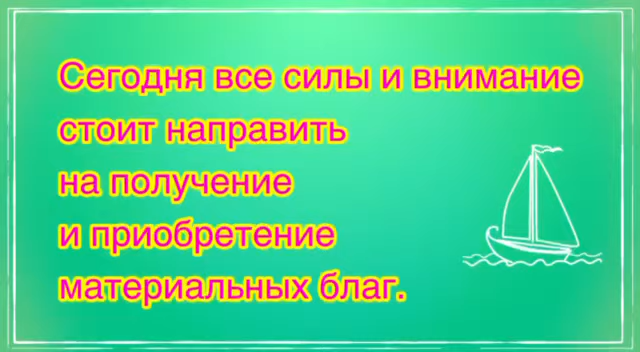 Сегодня все силы и внимание
стоит направить
на получение
и приобретение
материальных благ.